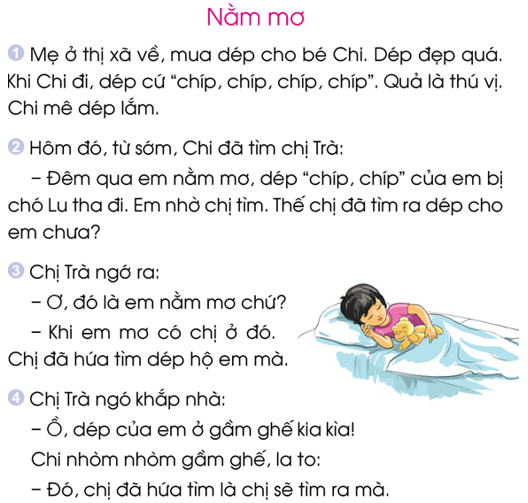 Nằm mơ
1 Mẹ ở thị xã về, mua dép cho bé Chi. Dép đẹp quá.
Khi Chi đi, dép cứ “chíp, chíp, chíp, chíp”. Quả là thú vị.
Chi mê dép lắm.
2 Hôm đó, từ sớm, Chi đã tìm chị Trà:
– Đêm qua em nằm mơ, dép “chíp, chíp” của em bị
chó Lu tha đi. Em nhờ chị tìm. Thế chị đã tìm ra dép cho
em chưa?
3 Chị Trà ngớ ra:
– Ơ, đó là em nằm mơ chứ?
– Khi em mơ có chị ở đó.
Chị đã hứa tìm dép hộ em mà.
4 Chị Trà ngó khắp nhà:
– Ồ, dép của em ở gầm ghế kia kìa!
Chi nhòm nhòm gầm ghế, la to:
– Đó, chị đã hứa tìm là chị sẽ tìm ra mà.